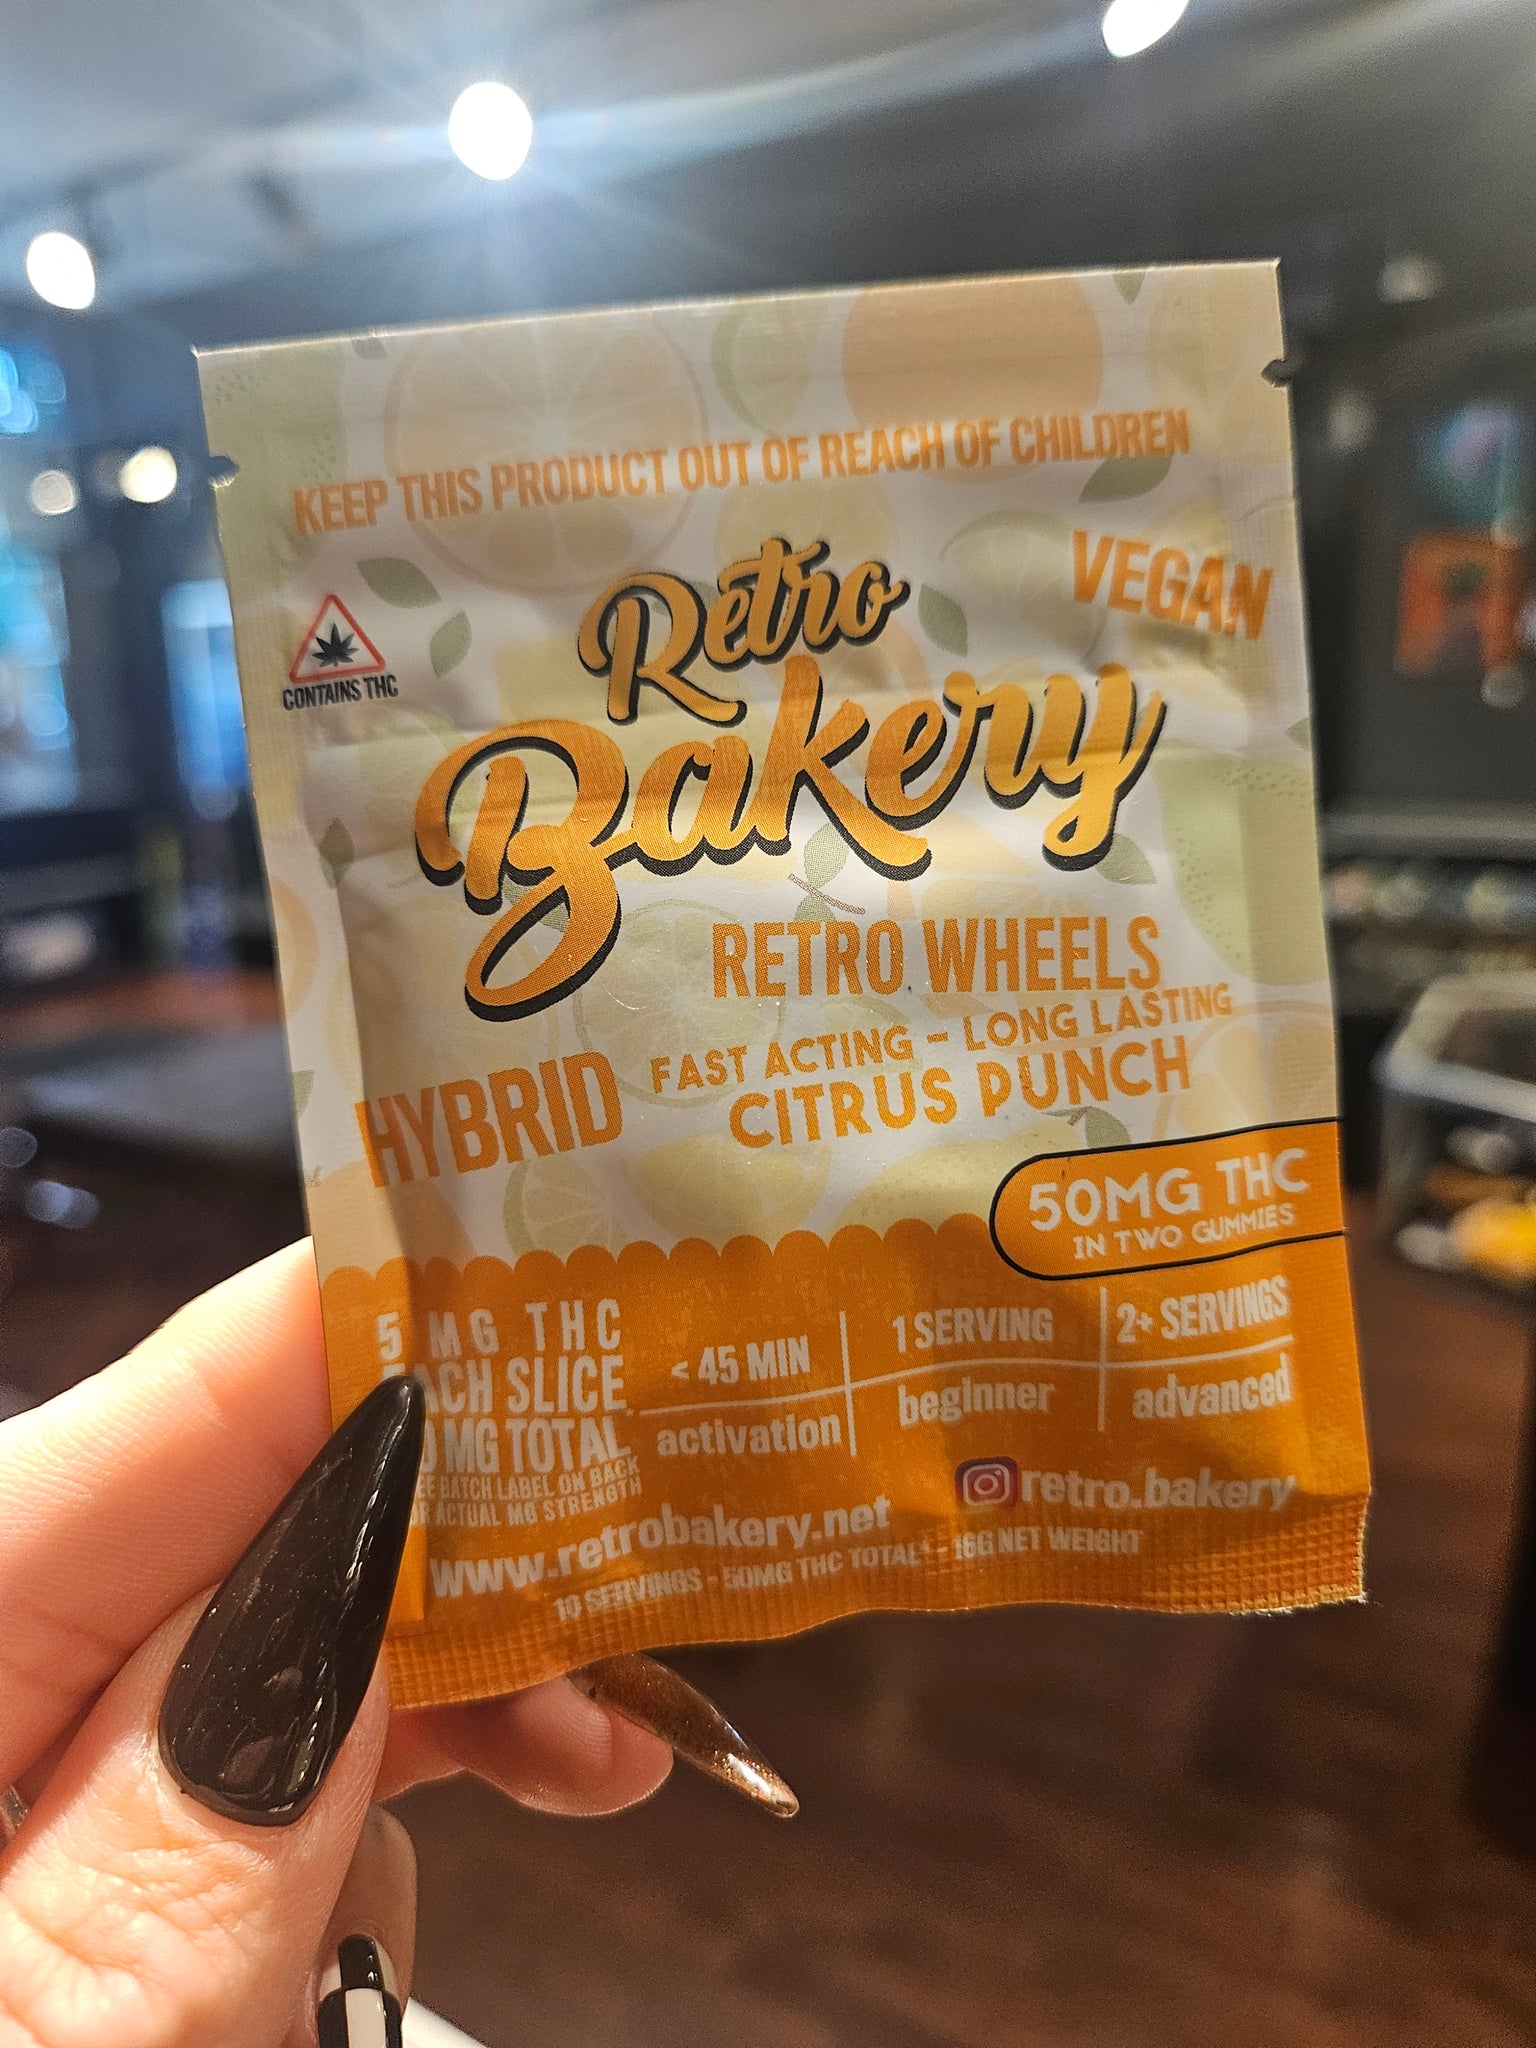 KEEP THIS PRODUCT OUT OF REACH OF CHILDREN
VEGAN
CONTAINS THC
Retro
Bakery
RETRO WHEELS
FAST ACTING - LONG LASTING
HYBRID
CITRUS PUNCH
50MG THC
IN TWO GUMMIES
5 MG THC
EACH SLICE
MG TOTAL
BATCH LABEL ON BACK
ACTUAL MG STRENGTH
< 45 MIN
activation
1 SERVING
beginner
2+ SERVINGS
advanced
retro.bakery
www.retrobakery.net
10 SERVINGS - 50MG THC TOTAL* - 16G NET WEIGHT